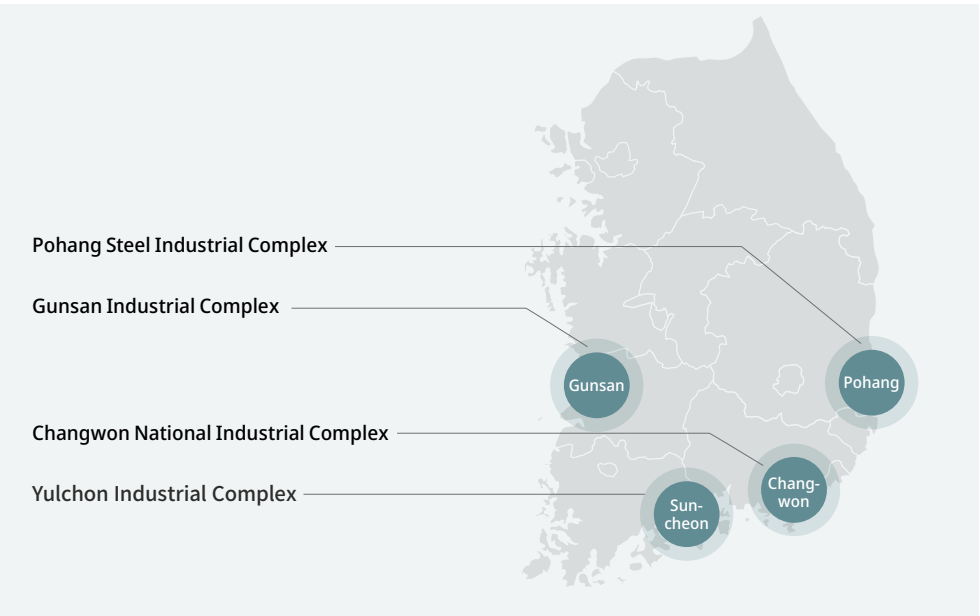 Pohang Steel Industrial Complex
Gunsan Industrial Complex
Gunsan
Pohang
Changwon National Industrial Complex
Yulchon Industrial Complex
Chang-
won
Sun-
cheon